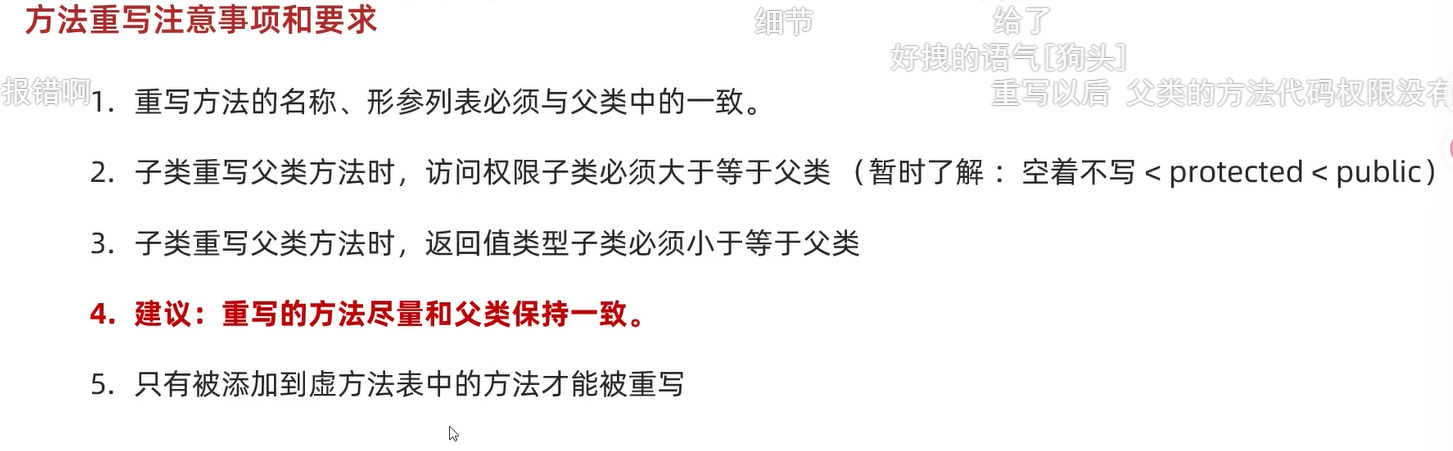 方法重写注意事项和要求
细节
给了
好拽的语气[狗头]
报错啊
重写以后 父类的方法代码权限没有
1. 重写方法的名称、形参列表必须与父类中的一致。
2. 子类重写父类方法时，访问权限子类必须大于等于父类 （暂时了解 ： 空着不写 < protected < public）
3. 子类重写父类方法时，返回值类型子类必须小于等于父类
4. 建议：重写的方法尽量和父类保持一致。
5. 只有被添加到虚方法表中的方法才能被重写